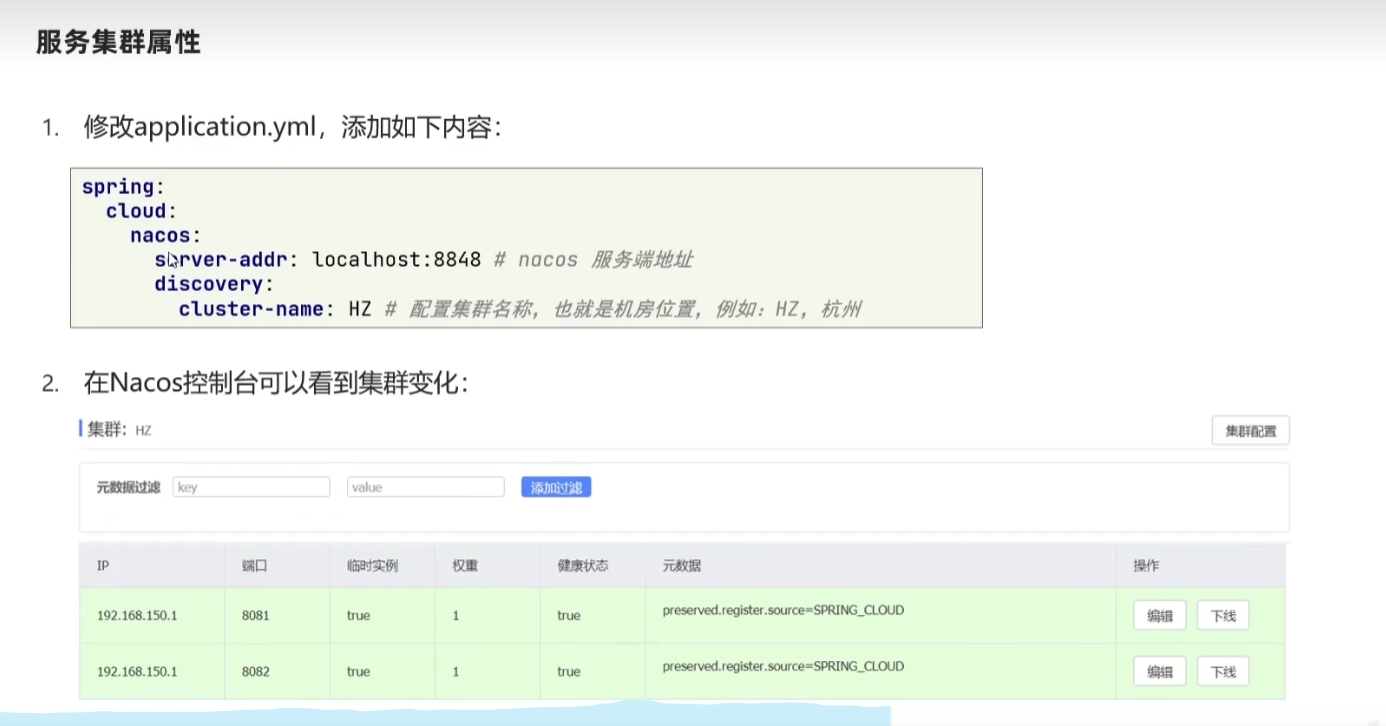 服务集群属性
1. 修改application.yml，添加如下内容：
spring:
cloud:
nacos:
server-addr: localhost:8848 # nacos 服务端地址
discovery:
cluster-name: HZ # 配置集群名称，也就是机房位置，例如：HZ，杭州
2. 在Nacos控制台可以看到集群变化：
集群： HZ 集群配置
元数据过滤 key value 添加过滤
IP 端口 临时实例 权重 健康状态 元数据 操作
192.168.150.1 8081 true 1 true preserved.register.source=SPRING_CLOUD 编辑 下线
192.168.150.1 8082 true 1 true preserved.register.source=SPRING_CLOUD 编辑 下线